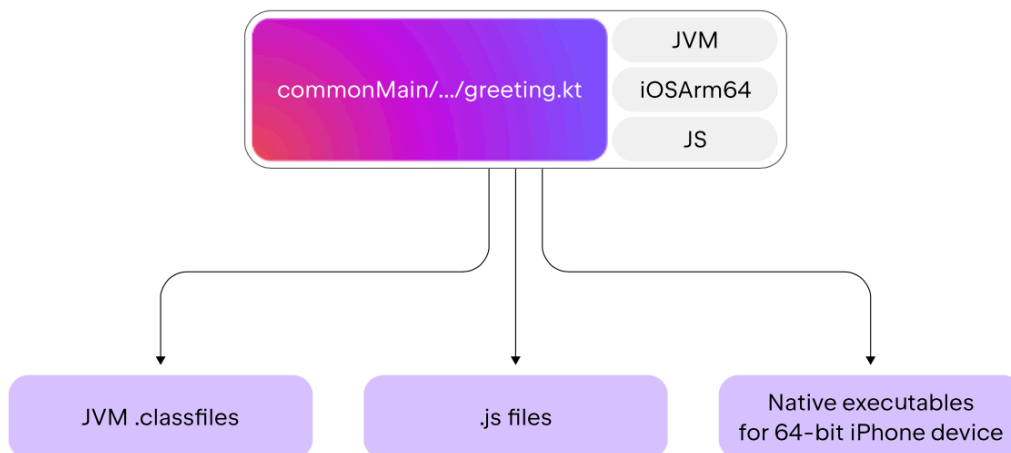 commonMain/.../greeting.kt
JVM
iOSArm64
JS
JVM .classfiles
.js files
Native executables
for 64-bit iPhone device